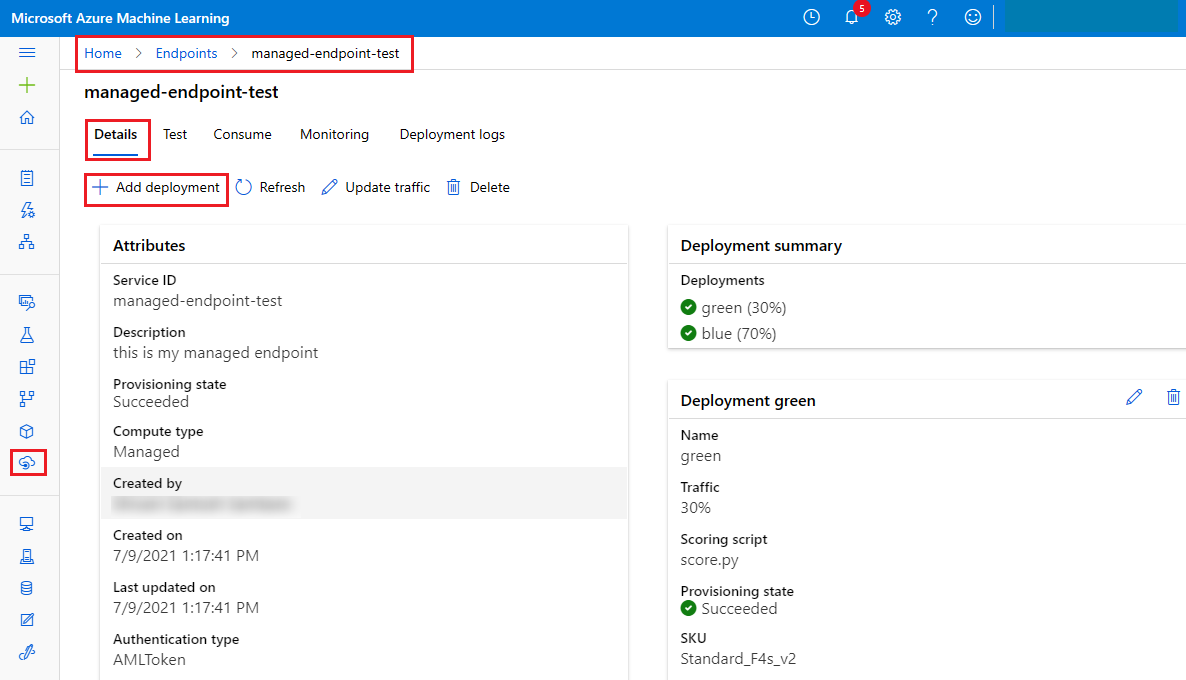 Microsoft Azure Machine Learning
5
Home > Endpoints > managed-endpoint-test
managed-endpoint-test
Details Test Consume Monitoring Deployment logs
Add deployment Refresh Update traffic Delete
Attributes
Service ID
managed-endpoint-test
Description
this is my managed endpoint
Provisioning state
Succeeded
Compute type
Managed
Created by
Created on
7/9/2021 1:17:41 PM
Last updated on
7/9/2021 1:17:41 PM
Authentication type
AMLToken
Deployment summary
Deployments
green (30%)
blue (70%)
Deployment green
Name
green
Traffic
30%
Scoring script
score.py
Provisioning state
Succeeded
SKU
Standard_F4s_v2